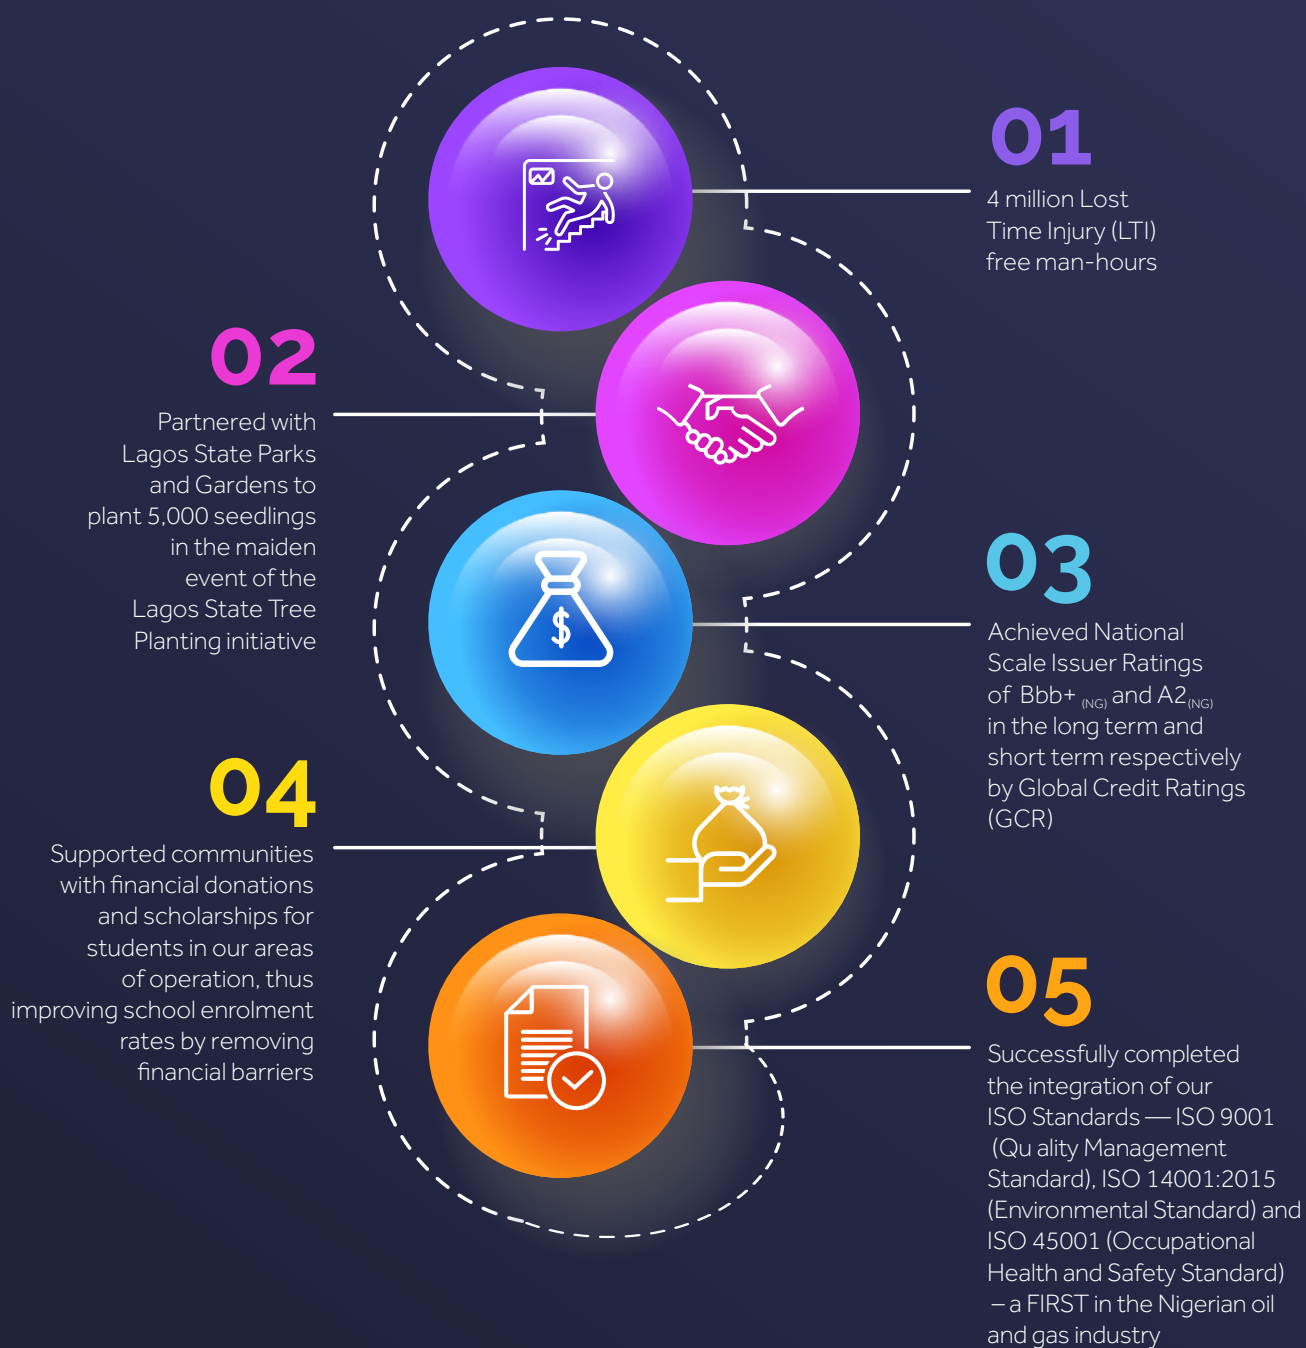 01
4 million Lost
Time Injury (LTI)
free man-hours
02
Partnered with
Lagos State Parks
and Gardens to
plant 5,000 seedlings
in the maiden
event of the
Lagos State Tree
Planting initiative
$
03
Achieved National
Scale Issuer Ratings
of Bbb+ (NG) and A2(NG)
in the long term and
short term respectively
by Global Credit Ratings
(GCR)
04
Supported communities
with financial donations
and scholarships for
students in our areas
of operation, thus
improving school enrolment
rates by removing
financial barriers
05
Successfully completed
the integration of our
ISO Standards — ISO 9001
(Qu ality Management
Standard), ISO 14001:2015
(Environmental Standard) and
ISO 45001 (Occupational
Health and Safety Standard)
– a FIRST in the Nigerian oil
and gas industry